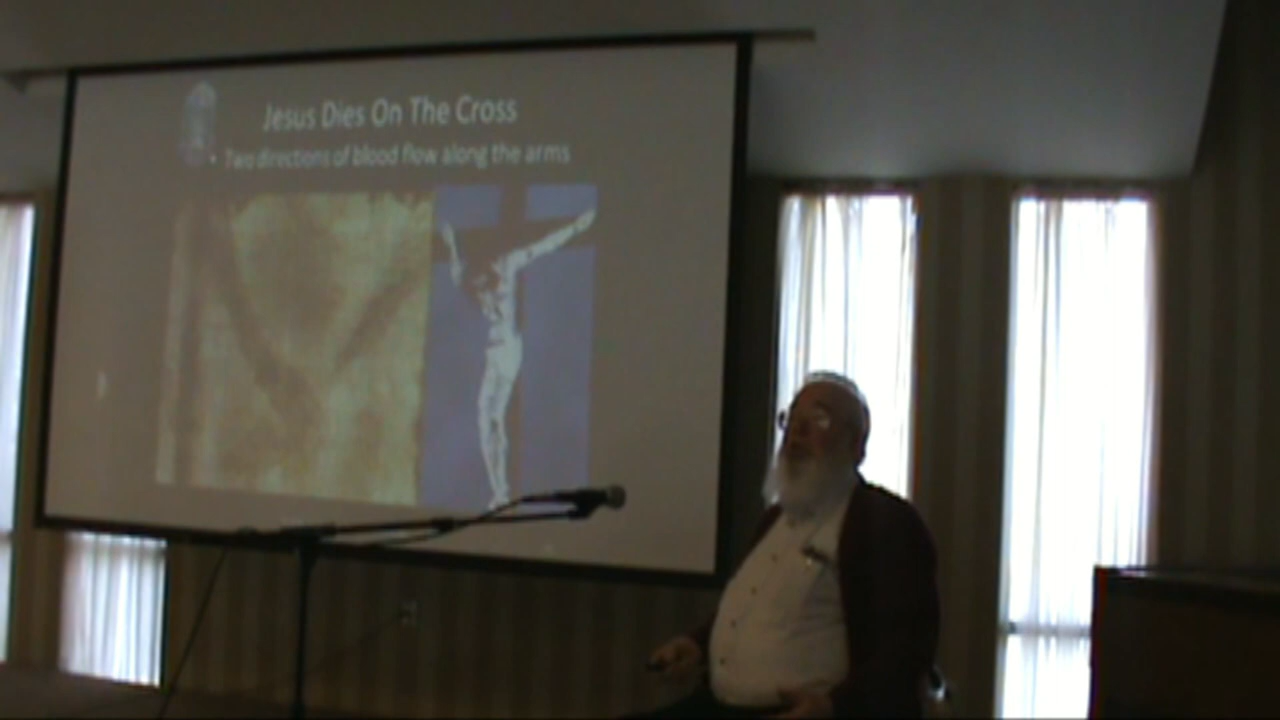 Jesus Dies On The Cross
• Two directions of blood flow along the arms